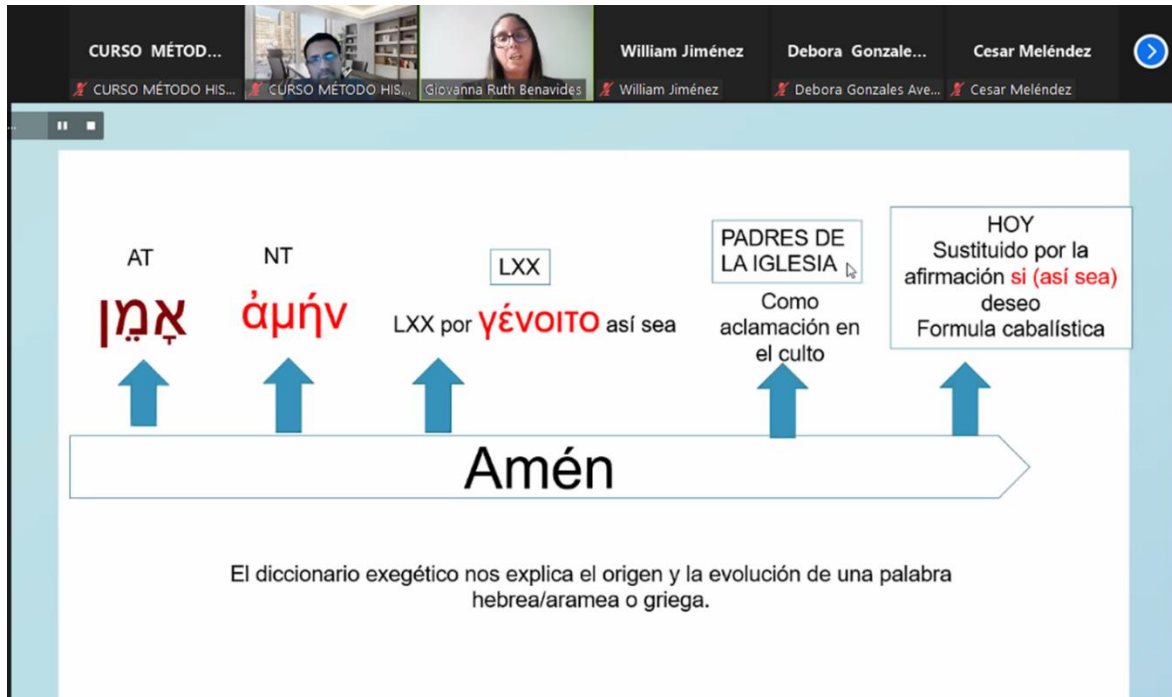 CURSO MÉTOD...
William Jiménez
Debora Gonzale...
Cesar Meléndez
CURSO MÉTODO HIS...
CURSO MÉTODO HIS...
Giovanna Ruth Benavides
William Jiménez
Debora Gonzales Ave...
Cesar Meléndez
AT
אָמֵן
NT
ἀμήν
LXX
LXX por γένοιτο así sea
PADRES DE
LA IGLESIA
Como
aclamación en
el culto
HOY
Sustituido por la
afirmación si (así sea)
deseo
Formula cabalística
Amén
El diccionario exegético nos explica el origen y la evolución de una palabra
hebrea/aramea o griega.